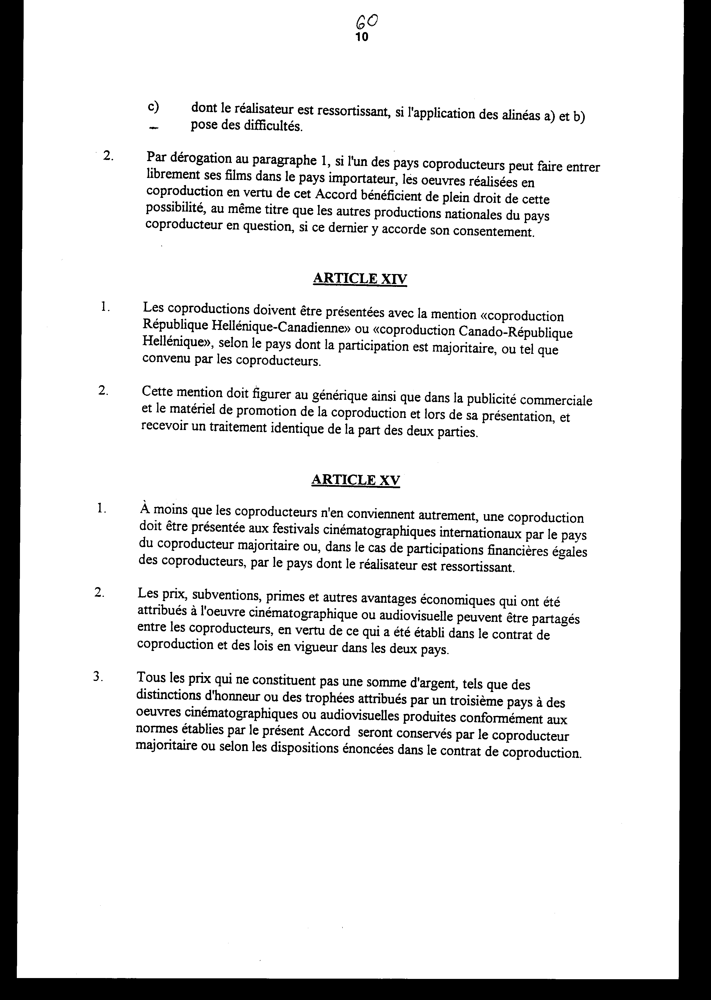 60
10
c) dont le réalisateur est ressortissant, si l'application des alinéas a) et b)
pose des difficultés.
2. Par dérogation au paragraphe 1, si l'un des pays coproducteurs peut faire entrer
librement ses films dans le pays importateur, les oeuvres réalisées en
coproduction en vertu de cet Accord bénéficient de plein droit de cette
possibilité, au même titre que les autres productions nationales du pays
coproducteur en question, si ce dernier y accorde son consentement.
ARTICLE XIV
1. Les coproductions doivent être présentées avec la mention «coproduction
République Hellénique-Canadienne» ou «coproduction Canado-République
Hellénique», selon le pays dont la participation est majoritaire, ou tel que
convenu par les coproducteurs.
2. Cette mention doit figurer au générique ainsi que dans la publicité commerciale
et le matériel de promotion de la coproduction et lors de sa présentation, et
recevoir un traitement identique de la part des deux parties.
ARTICLE XV
1. À moins que les coproducteurs n'en conviennent autrement, une coproduction
doit être présentée aux festivals cinématographiques internationaux par le pays
du coproducteur majoritaire ou, dans le cas de participations financières égales
des coproducteurs, par le pays dont le réalisateur est ressortissant.
2. Les prix, subventions, primes et autres avantages économiques qui ont été
attribués à l'oeuvre cinématographique ou audiovisuelle peuvent être partagés
entre les coproducteurs, en vertu de ce qui a été établi dans le contrat de
coproduction et des lois en vigueur dans les deux pays.
3. Tous les prix qui ne constituent pas une somme d'argent, tels que des
distinctions d'honneur ou des trophées attribués par un troisième pays à des
oeuvres cinématographiques ou audiovisuelles produites conformément aux
normes établies par le présent Accord seront conservés par le coproducteur
majoritaire ou selon les dispositions énoncées dans le contrat de coproduction.